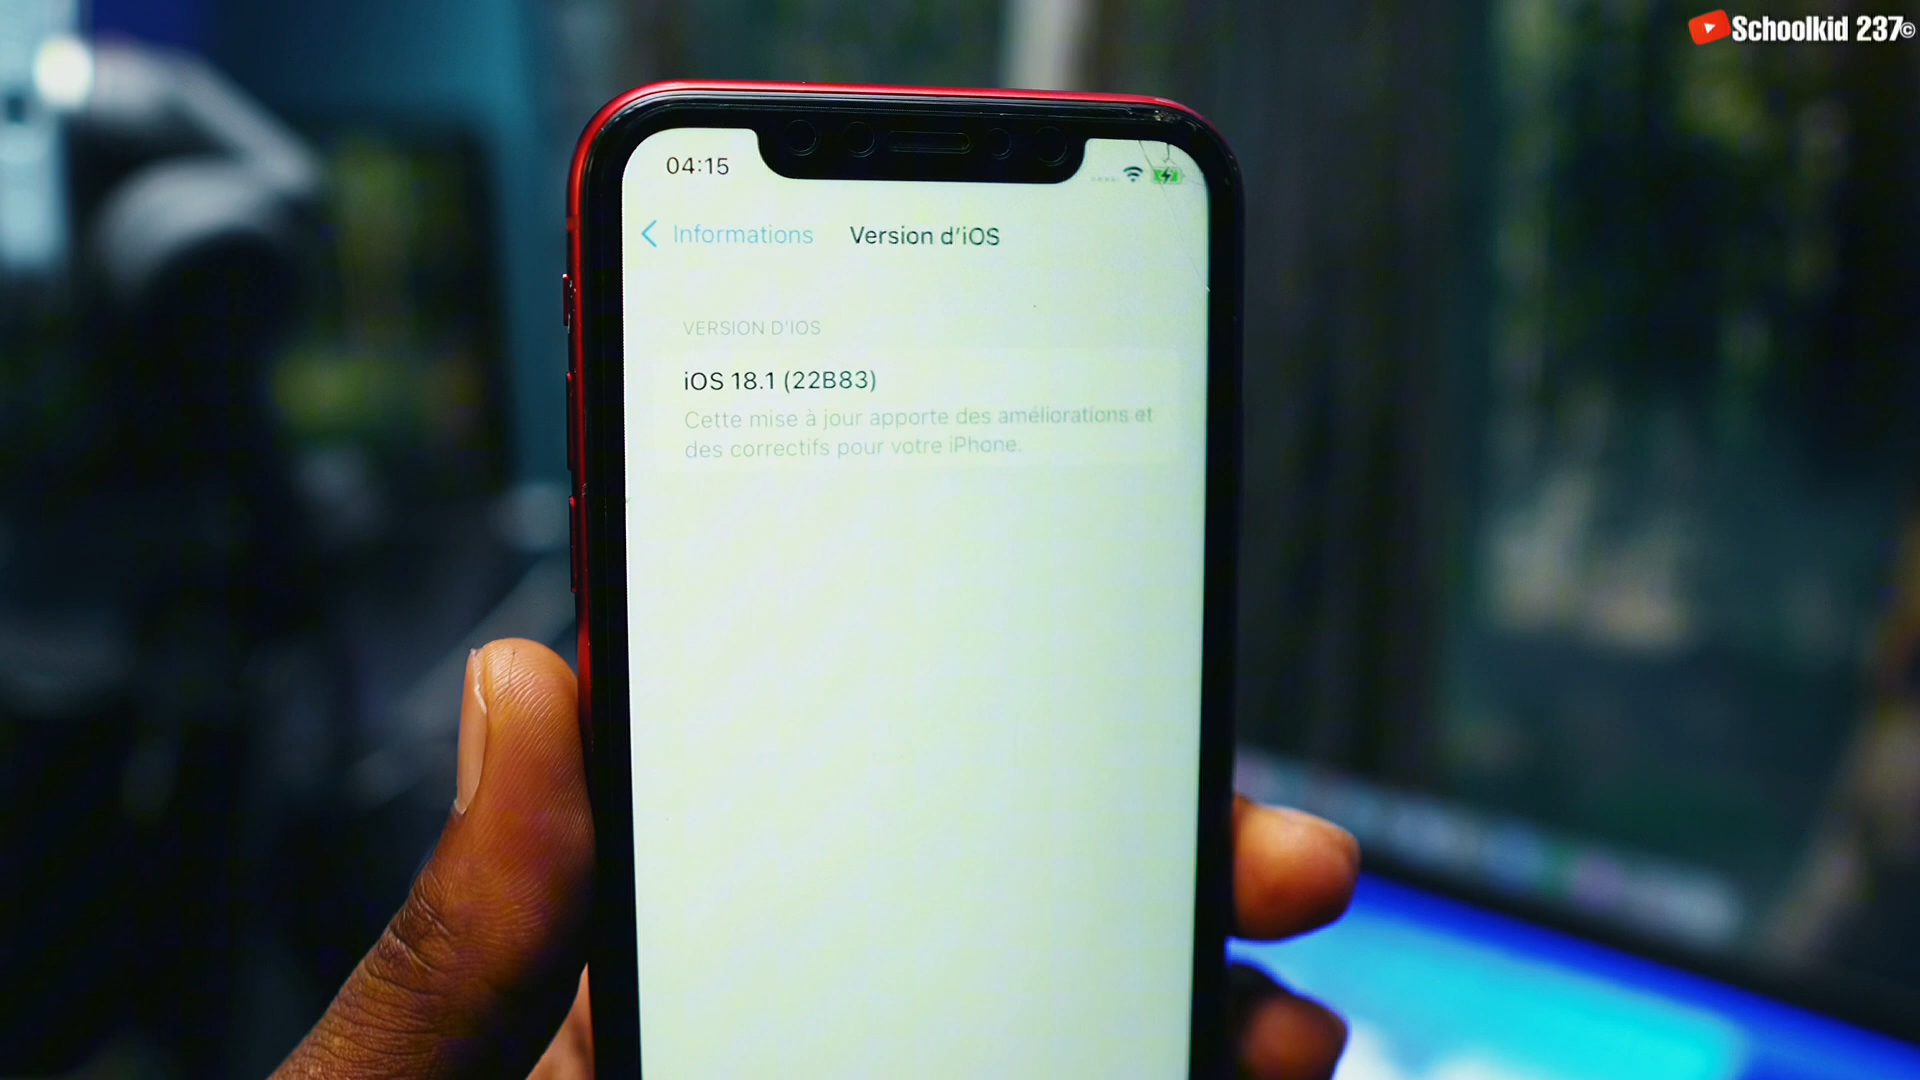 Schoolkid 237©
04:15
Informations
Version d'iOS
VERSION D'IOS
iOS 18.1 (22B83)
Cette mise à jour apporte des améliorations et
des correctifs pour votre iPhone.